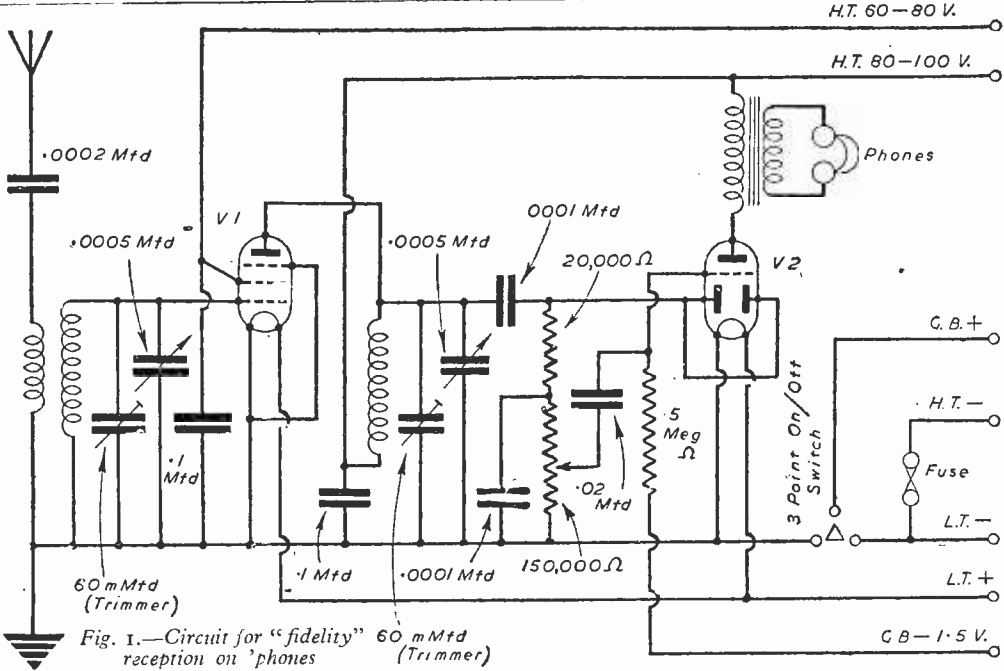 H.T. 60-80 V.
H.T. 80-100 V.
.0002 Mfd
Phones
V1
.0005 Mfd
.0005 Mfd
0001 Mfd
20,000 Ω
V2
G.B.+
H.T.-
Fuse
3 Point On/Off
Switch
.5
Meg
Ω
.02
Mfd
.1
Mfd
L.T.-
60 mMfd
(Trimmer)
.1 Mfd
.0001 Mfd
150,000 Ω
L.T.+
60 mMfd
(Trimmer)
Fig. 1.—Circuit for "fidelity"
reception on 'phones
G B-1·5 V.